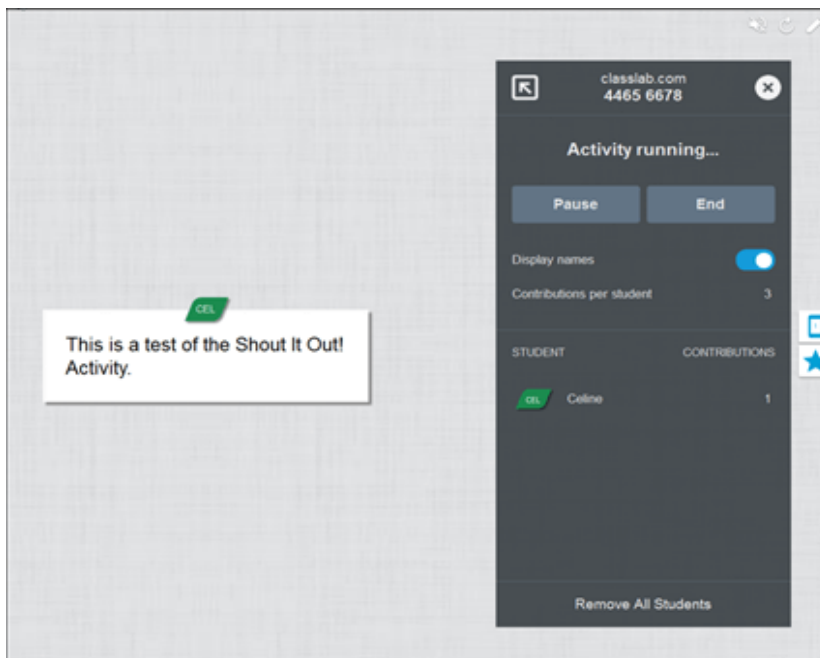 CEL
This is a test of the Shout It Out!
Activity.
classlab.com
4465 6678
Activity running...
Pause End
Display names
Contributions per student 3
STUDENT CONTRIBUTIONS
CEL Celine 1
Remove All Students